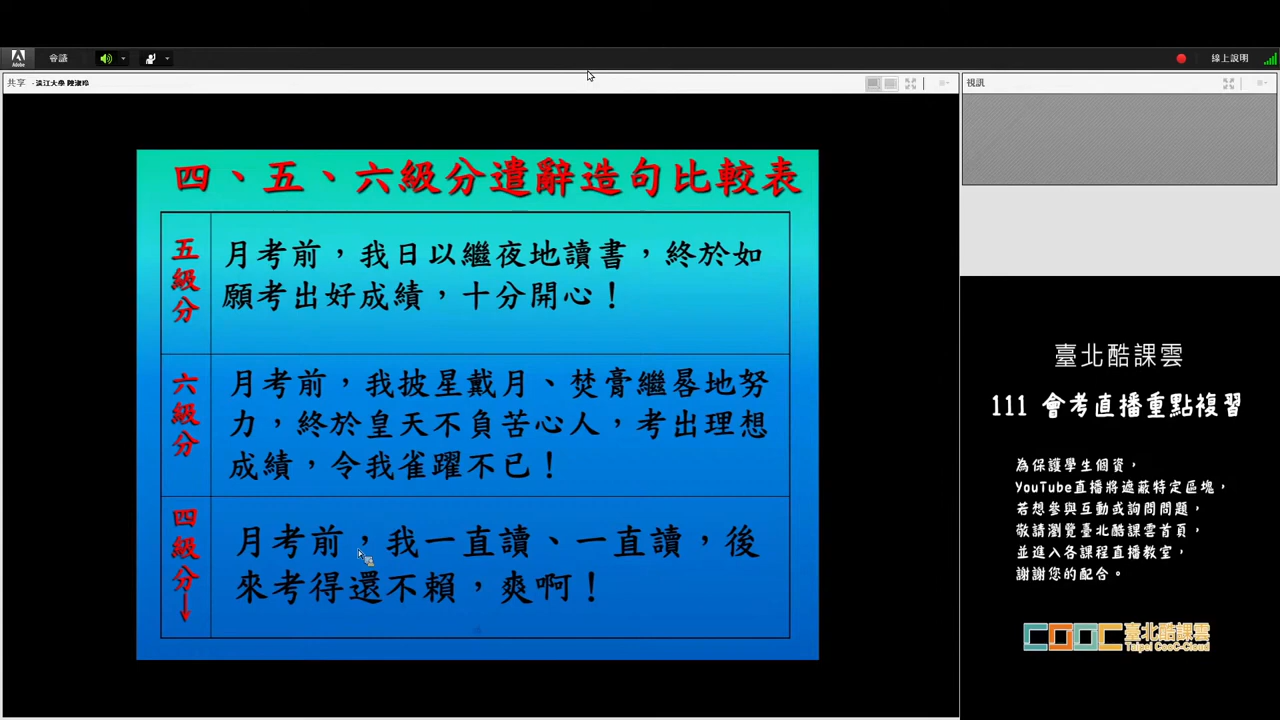 Adobe
會議
線上說明
共享 - 淡江大學 陳淑玲
視訊
四、五、六級分遣辭造句比較表
五級分
月考前，我日以繼夜地讀書，終於如
願考出好成績，十分開心！
六級分
月考前，我披星戴月、焚膏繼晷地努
力，終於皇天不負苦心人，考出理想
成績，令我雀躍不已！
四級分↓
月考前，我一直讀、一直讀，後
來考得還不賴，爽啊！
臺北酷課雲
111 會考直播重點複習
為保護學生個資，
YouTube直播將遮蔽特定區塊，
若想參與互動或詢問問題，
敬請瀏覽臺北酷課雲首頁，
並進入各課程直播教室，
謝謝您的配合。
COOC 臺北酷課雲
Taipei CooC-Cloud